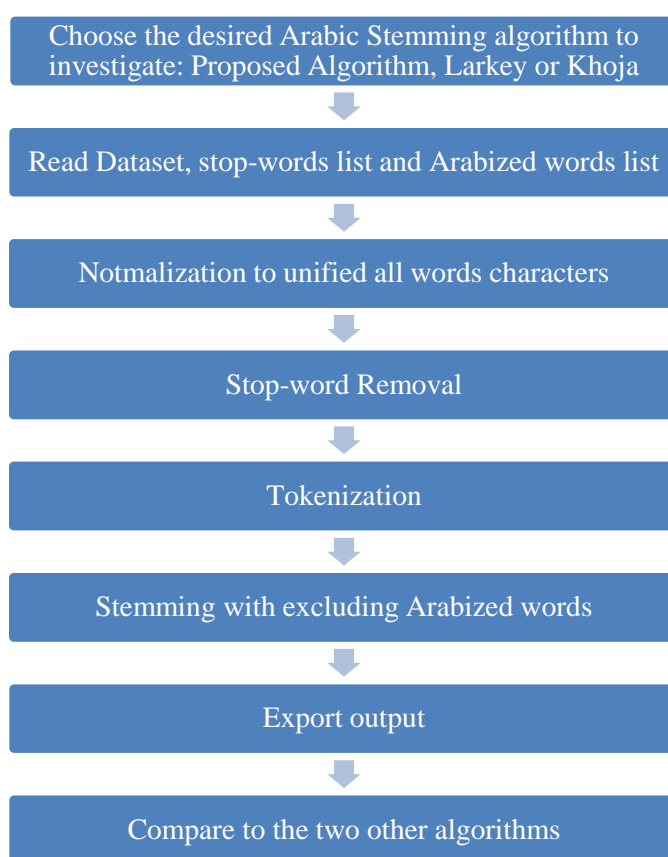 Choose the desired Arabic Stemming algorithm to
investigate: Proposed Algorithm, Larkey or Khoja
Read Dataset, stop-words list and Arabized words list
Notmalization to unified all words characters
Stop-word Removal
Tokenization
Stemming with excluding Arabized words
Export output
Compare to the two other algorithms